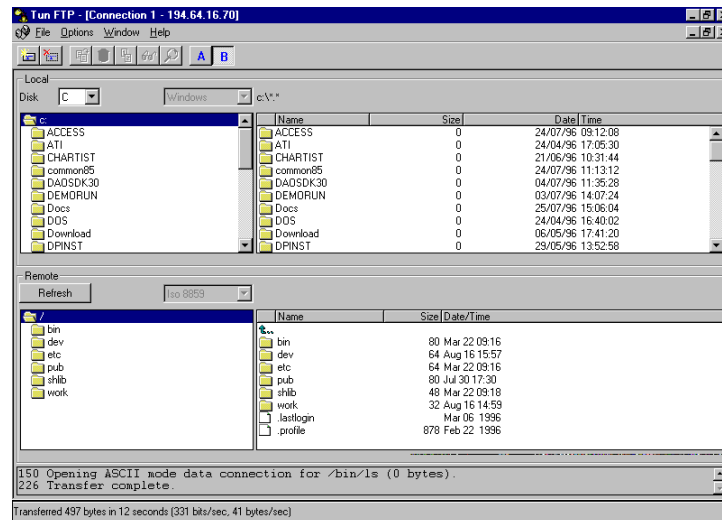 Tun FTP - [Connection 1 - 194.64.16.70]
File Options Window Help
A B
Local
Disk C Windows c:\*.*
c:
ACCESS
ATI
CHARTIST
common85
DAOSDK30
DEMORUN
Docs
DOS
Download
DPINST
Name Size Date Time
ACCESS 0 24/07/96 09:12:08
ATI 0 24/04/96 17:05:30
CHARTIST 0 21/06/96 10:31:44
common85 0 24/07/96 11:13:12
DAOSDK30 0 04/07/96 11:35:28
DEMORUN 0 03/07/96 14:07:24
Docs 0 25/07/96 15:06:04
DOS 0 24/04/96 16:40:02
Download 0 06/05/96 17:41:20
DPINST 0 29/05/96 13:52:58
Remote
Refresh Iso 8859
/
bin
dev
etc
pub
shlib
work
Name Size Date/Time
..
bin 80 Mar 22 09:16
dev 64 Aug 16 15:57
etc 64 Mar 22 09:16
pub 80 Jul 30 17:30
shlib 48 Mar 22 09:18
work 32 Aug 16 14:59
.lastlogin Mar 06 1996
.profile 878 Feb 22 1996
150 Opening ASCII mode data connection for /bin/ls (0 bytes).
226 Transfer complete.
Transferred 497 bytes in 12 seconds (331 bits/sec, 41 bytes/sec)